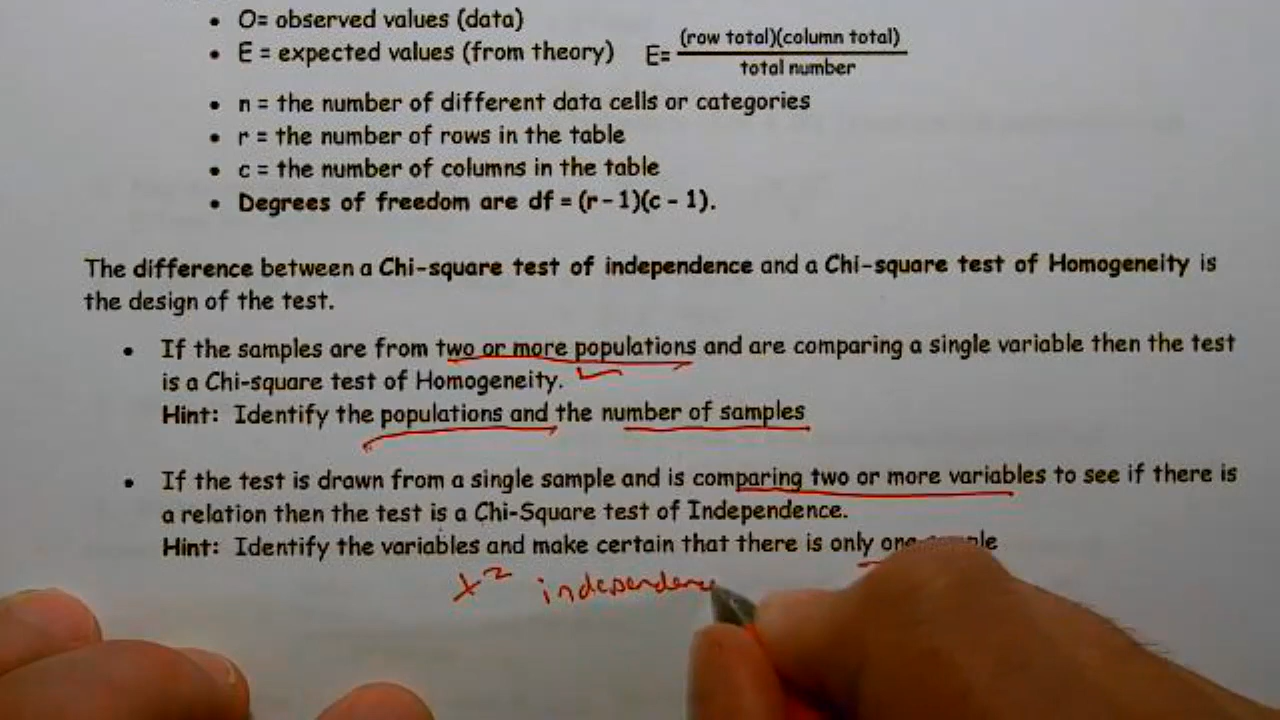 • O= observed values (data)
• E = expected values (from theory) E= (row total)(column total)
total number
• n = the number of different data cells or categories
• r = the number of rows in the table
• c = the number of columns in the table
• Degrees of freedom are df = (r-1)(c - 1).
The difference between a Chi-square test of independence and a Chi-square test of Homogeneity is
the design of the test.
• If the samples are from two or more populations and are comparing a single variable then the test
is a Chi-square test of Homogeneity.
Hint: Identify the populations and the number of samples
• If the test is drawn from a single sample and is comparing two or more variables to see if there is
a relation then the test is a Chi-Square test of Independence.
Hint: Identify the variables and make certain that there is only one
x² independenc